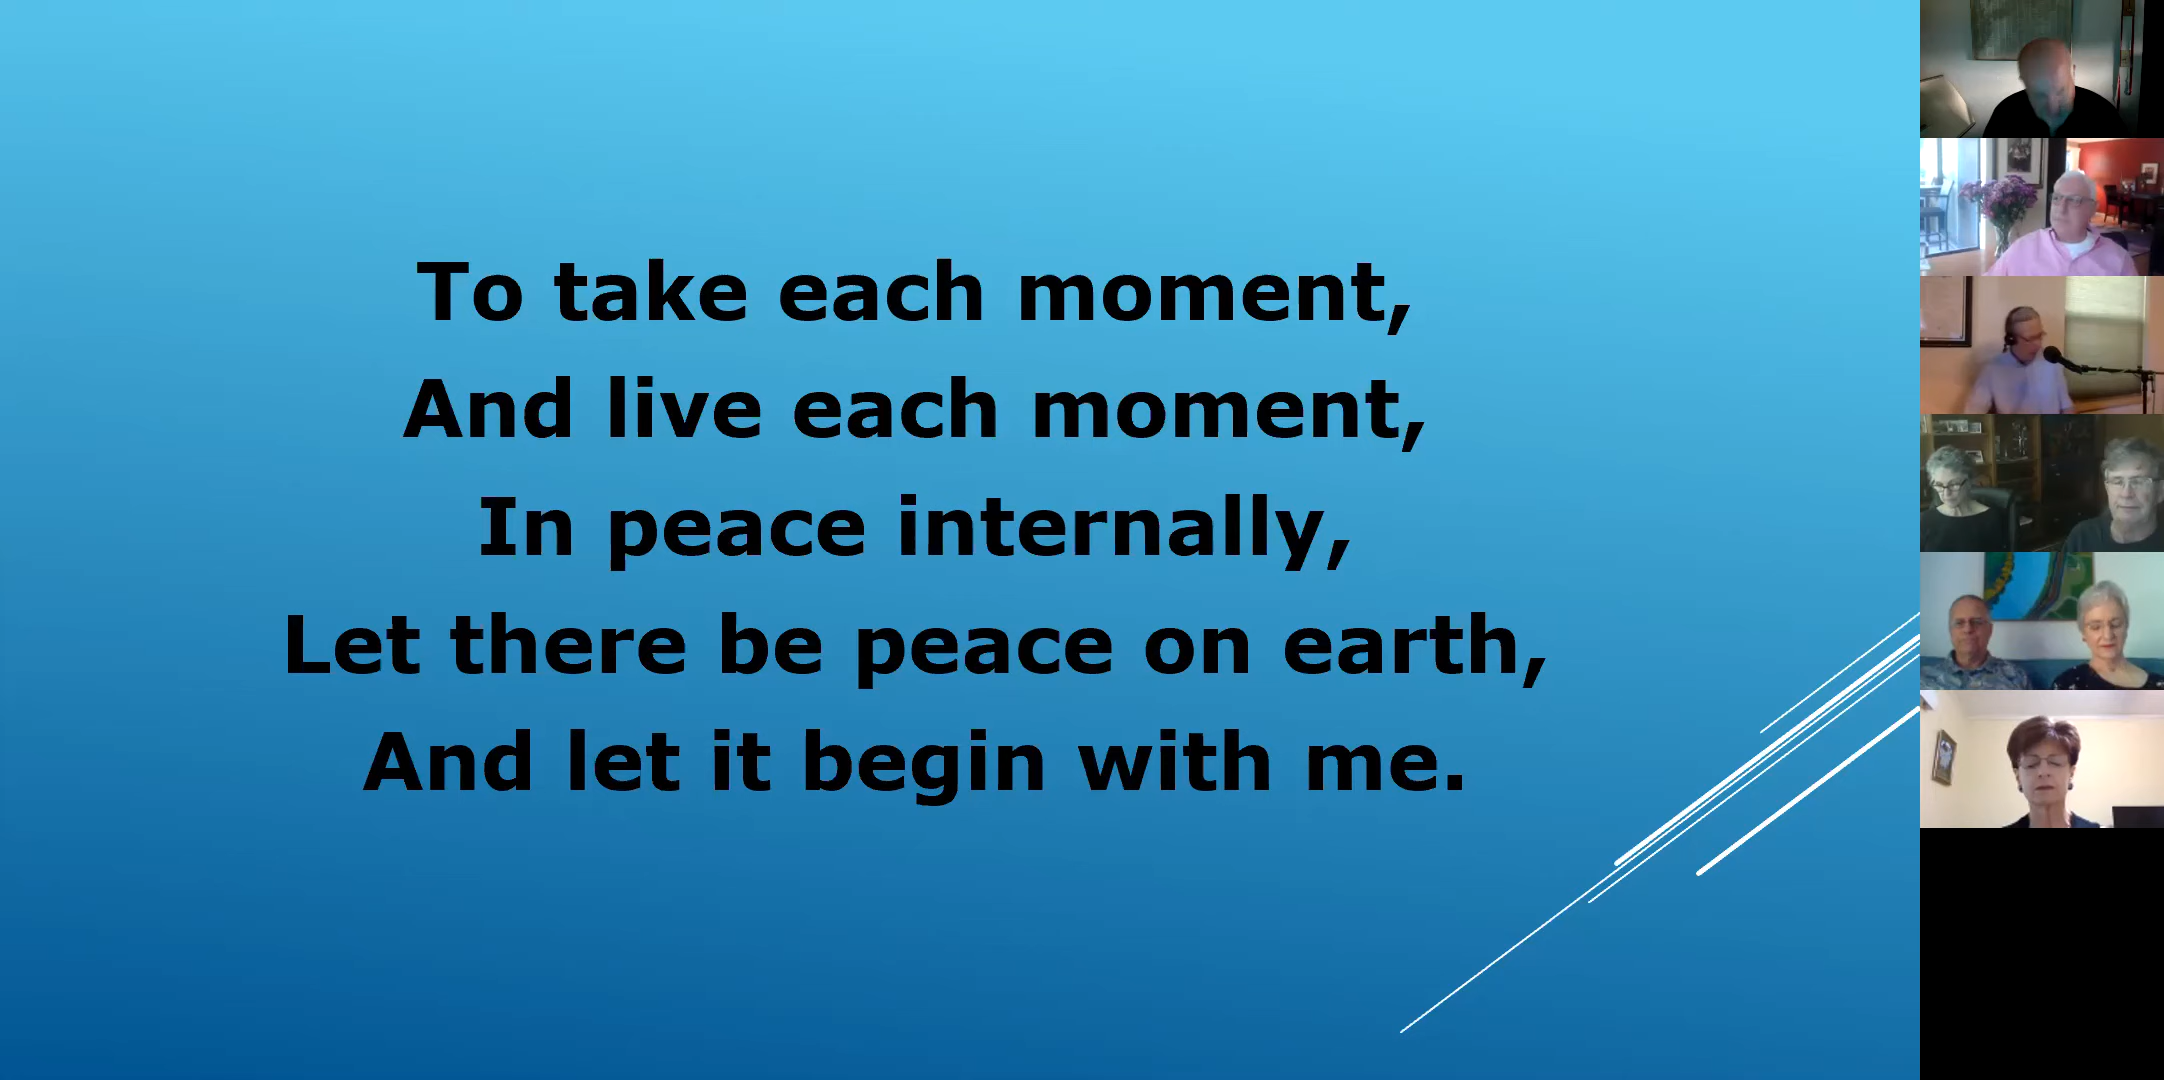 To take each moment,
And live each moment,
In peace internally,
Let there be peace on earth,
And let it begin with me.